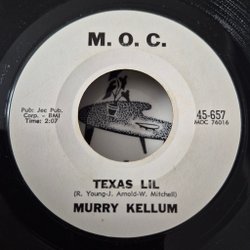 M. O. C.
Pub: Jec Pub.
Corp. - BMI
Time: 2:07
45-657
MOC 76016
TEXAS LIL
(R. Young-J. Arnold-W. Mitchell)
MURRY KELLUM